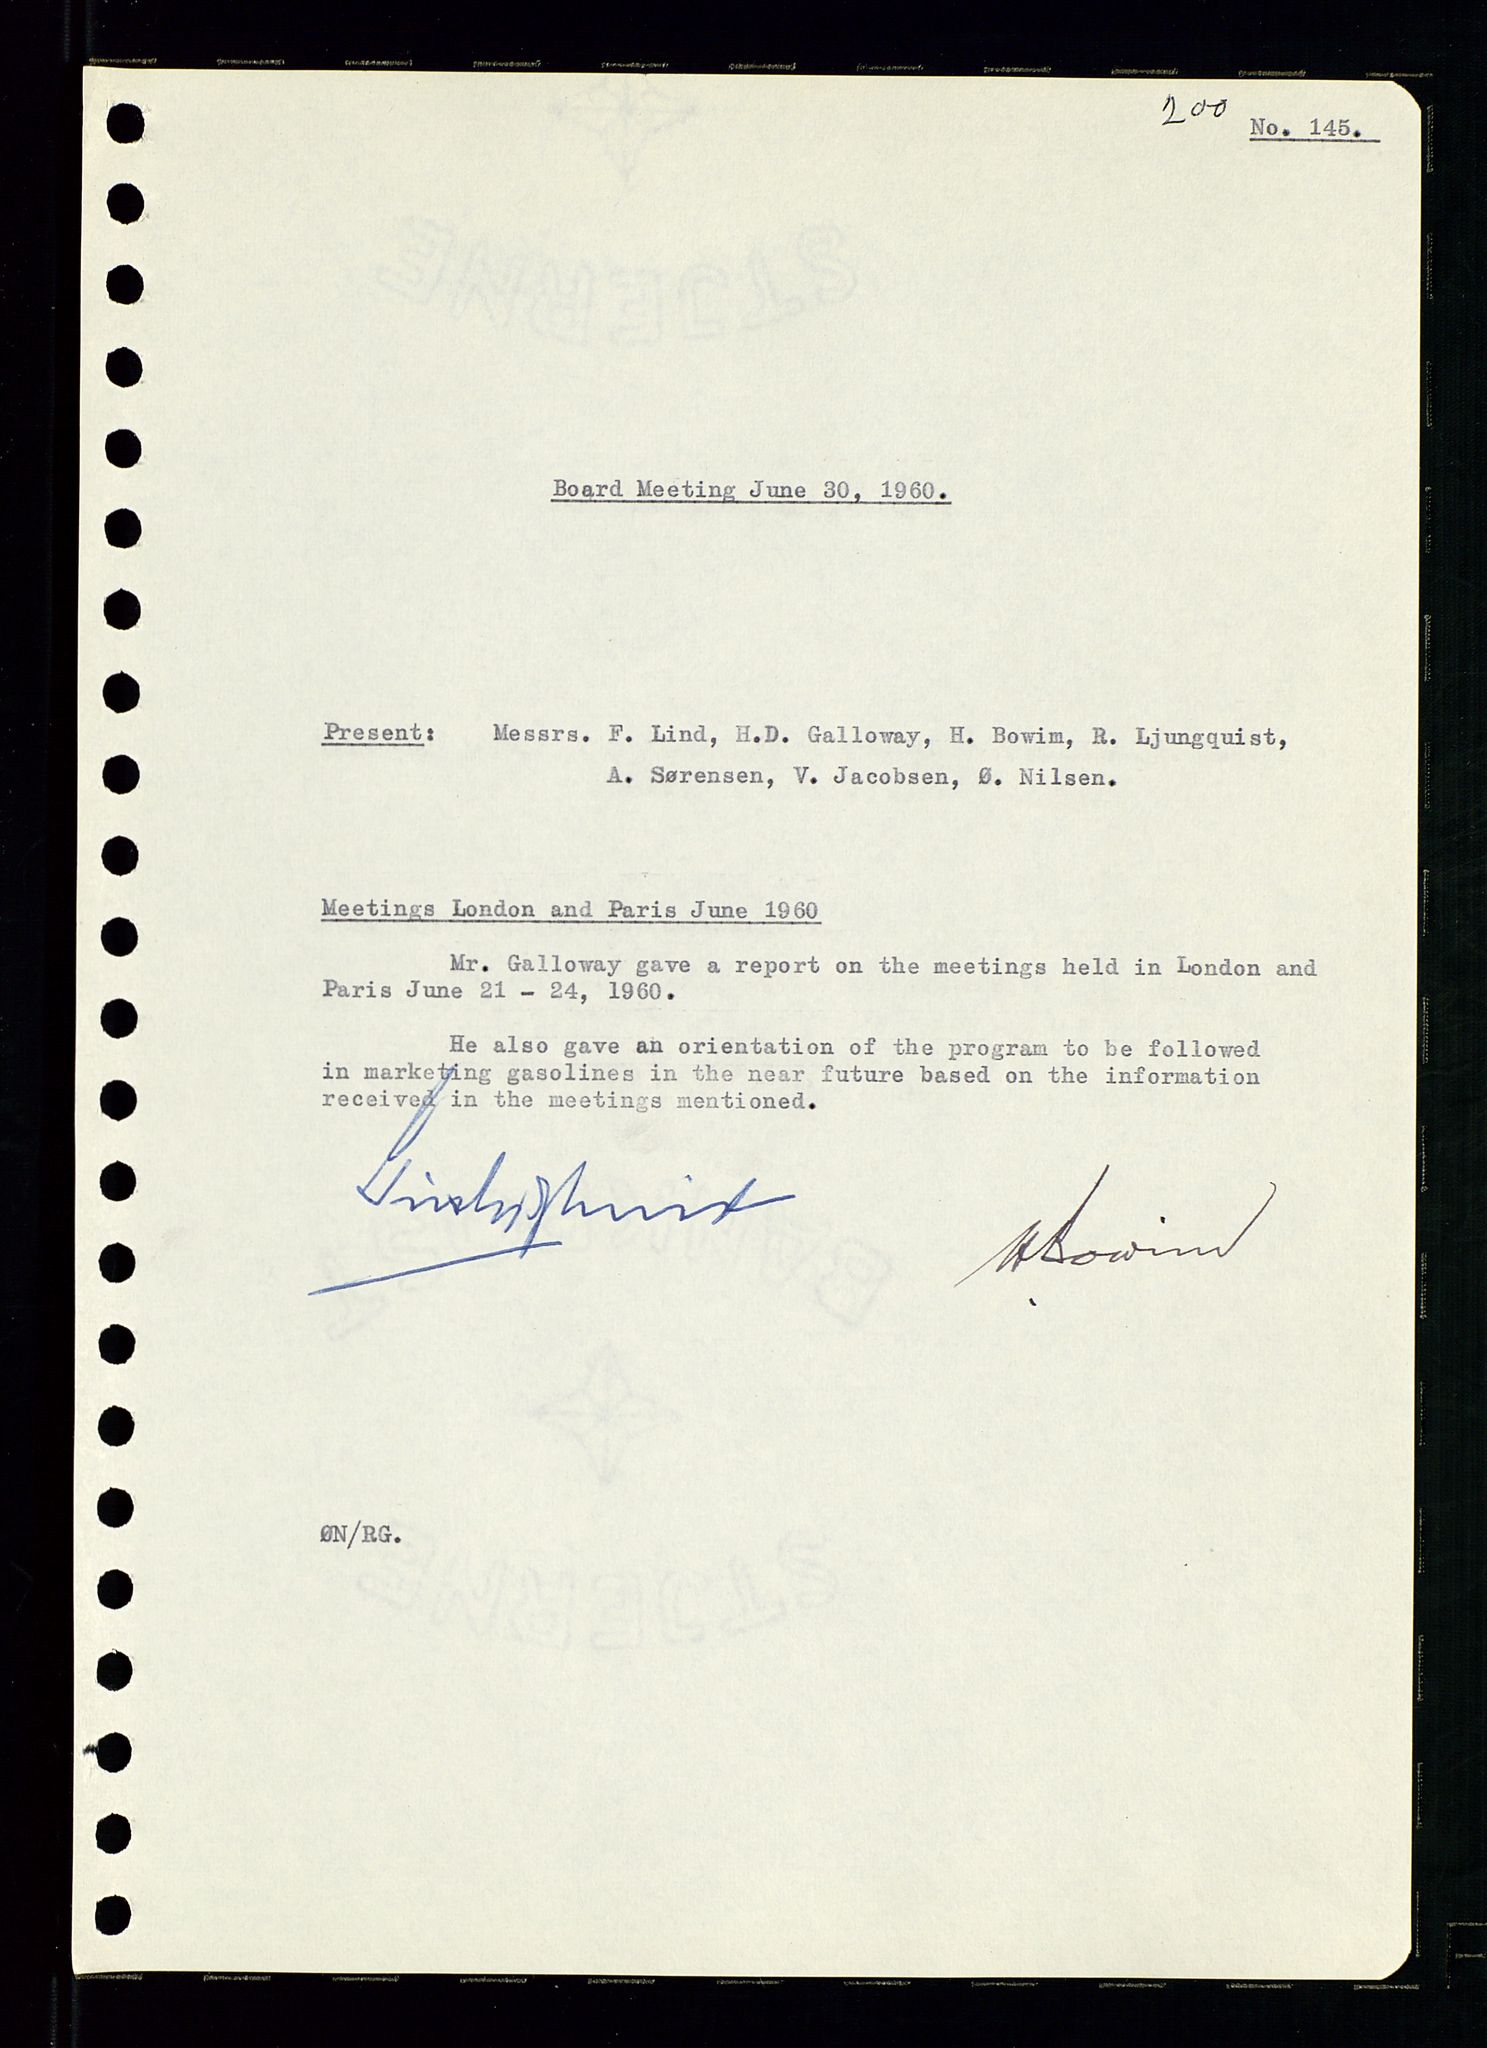 200
No. 145.
Board Meeting June 30, 1960.
Present: Messrs. F. Lind, H.D. Galloway, H. Bowim, R. Ljungquist,
A. Sørensen, V. Jacobsen, Ø. Nilsen.
Meetings London and Paris June 1960
Mr. Galloway gave a report on the meetings held in London and
Paris June 21 - 24, 1960.
He also gave an orientation of the program to be followed
in marketing gasolines in the near future based on the information
received in the meetings mentioned.
HBowim
ØN/RG.